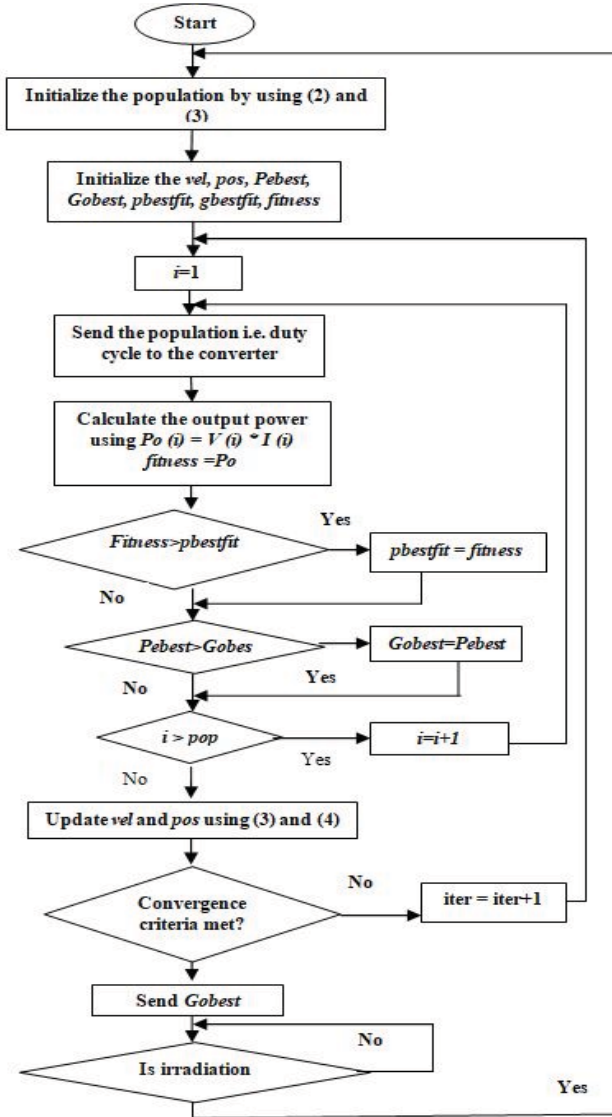 Start
Initialize the population by using (2) and
(3)
Initialize the vel, pos, Pebest,
Gobest, pbestfit, gbestfit, fitness
i=1
Send the population i.e. duty
cycle to the converter
Calculate the output power
using Po (i) = V (i) * I (i)
fitness =Po
Fitness>pbestfit
Yes
pbestfit = fitness
No
Pebest>Gobes
Gobest=Pebest
Yes
No
i > pop
Yes
i=i+1
No
Update vel and pos using (3) and (4)
Convergence
criteria met?
No
iter = iter+1
Send Gobest
No
Is irradiation
Yes